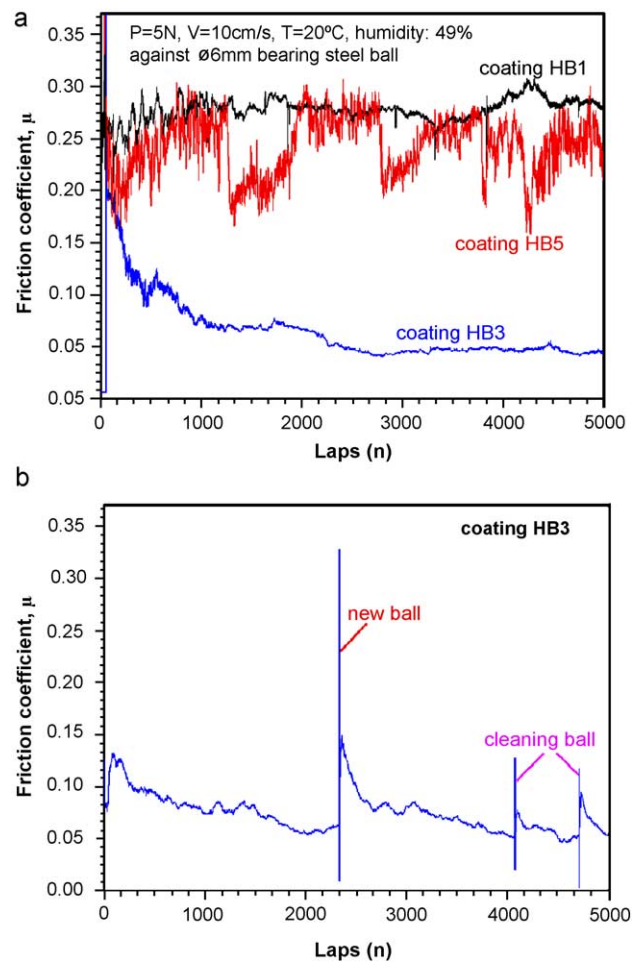 a
Friction coefficient, μ
0.35
0.30
0.25
0.20
0.15
0.10
0.05
0.05
P=5N, V=10cm/s, T=20ºC, humidity: 49%
against ø6mm bearing steel ball
coating HB1
coating HB5
coating HB3
0 1000 2000 3000 4000 5000
Laps (n)
b
Friction coefficient, μ
0.35
0.30
0.25
0.20
0.15
0.10
0.05
0.00
coating HB3
new ball
cleaning ball
0 1000 2000 3000 4000 5000
Laps (n)